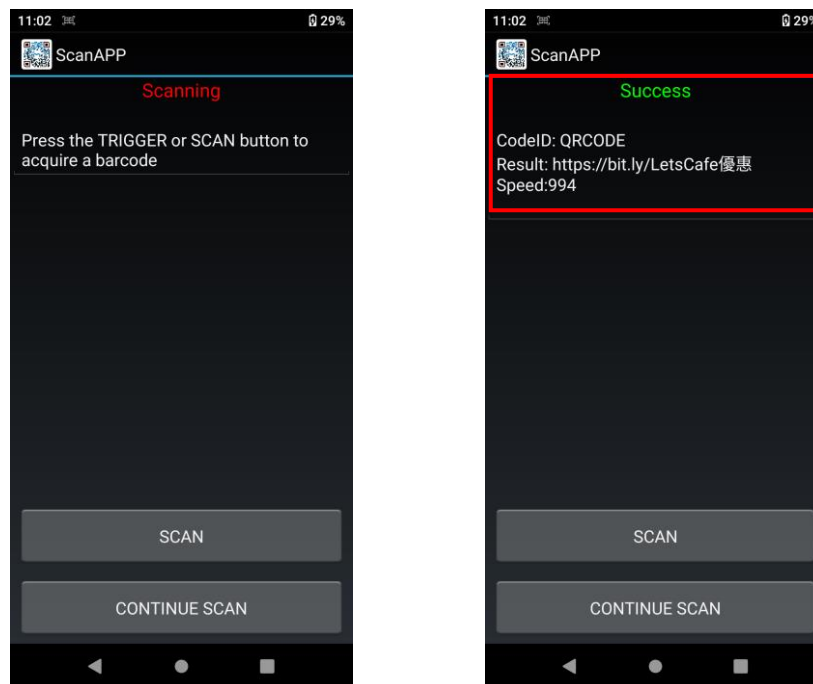 11:02
29%
ScanAPP
Scanning
Press the TRIGGER or SCAN button to
acquire a barcode
SCAN
CONTINUE SCAN
11:02
29%
ScanAPP
Success
CodeID: QRCODE
Result: https://bit.ly/LetsCafe優惠
Speed:994
SCAN
CONTINUE SCAN